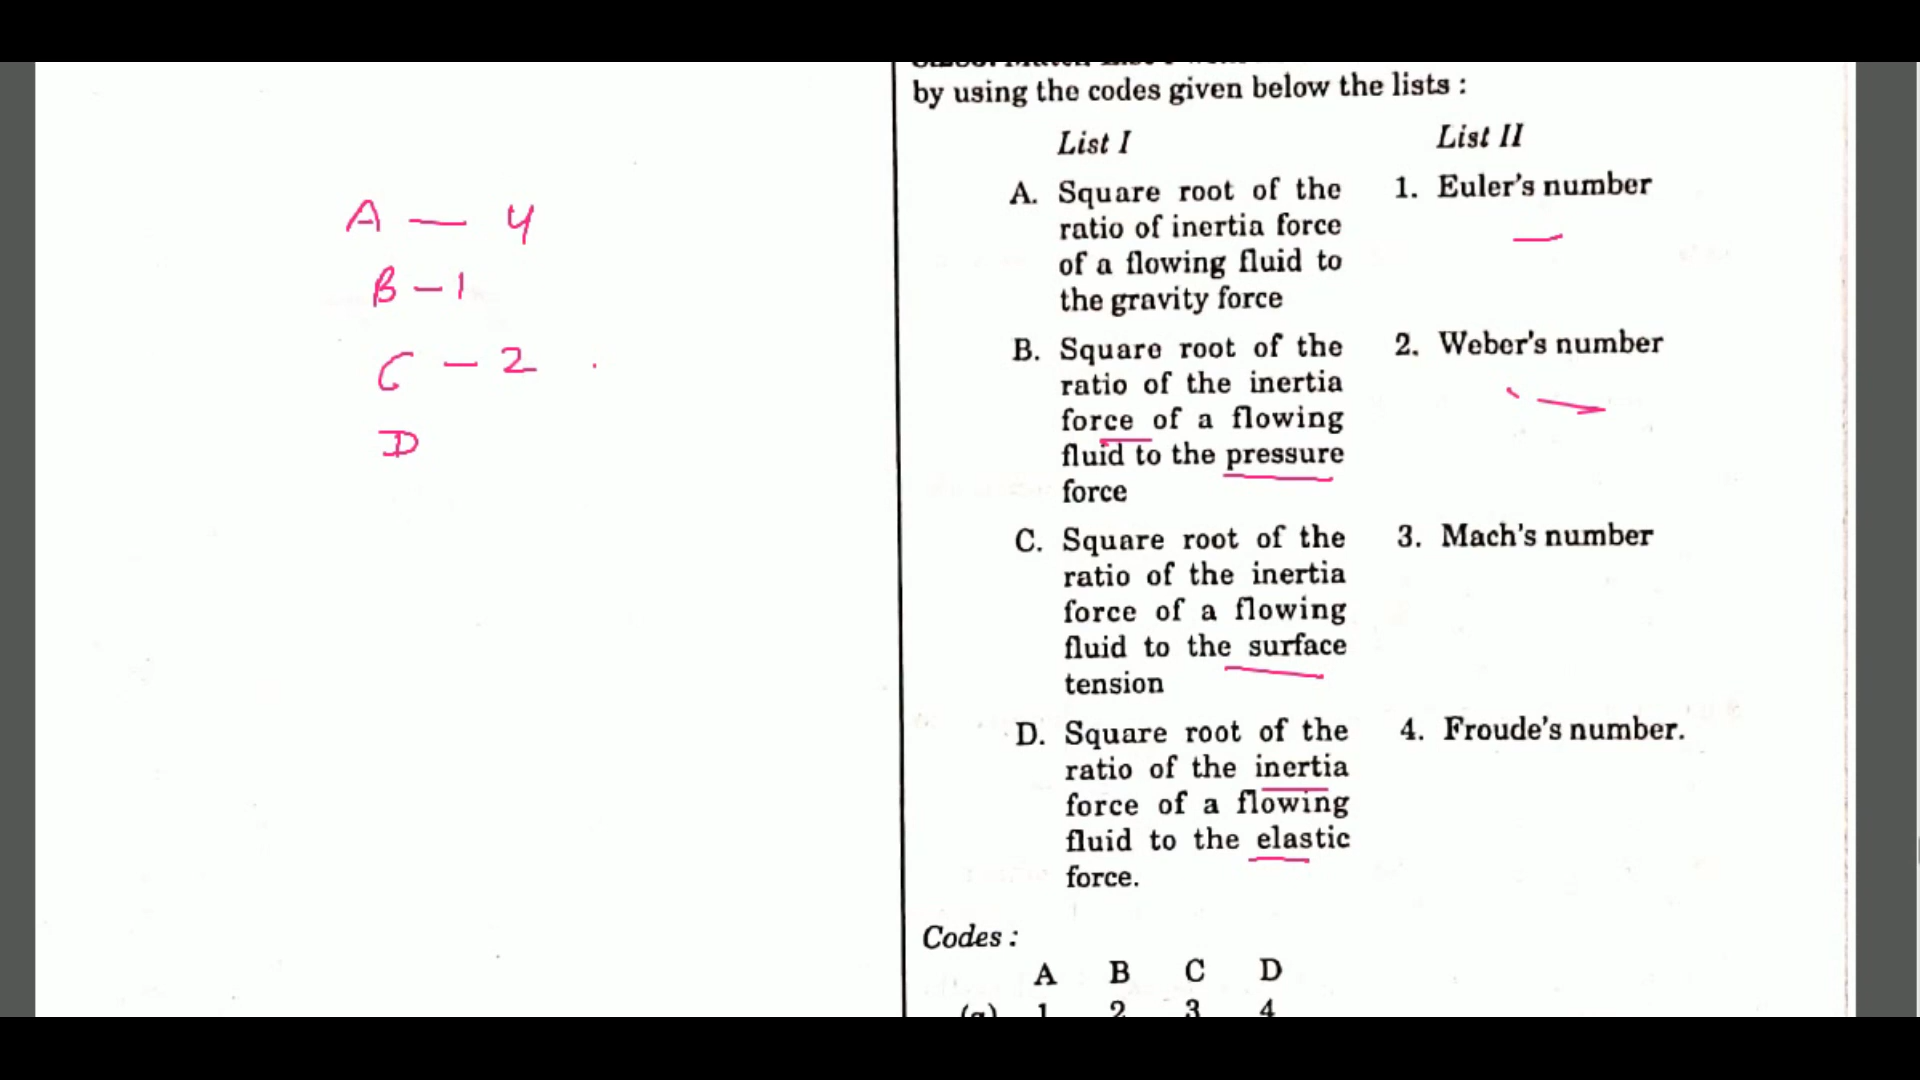 A — 4
B — 1
C — 2
D
by using the codes given below the lists :
List I List II
A. Square root of the 1. Euler's number
ratio of inertia force
of a flowing fluid to
the gravity force
B. Square root of the 2. Weber's number
ratio of the inertia
force of a flowing
fluid to the pressure
force
C. Square root of the 3. Mach's number
ratio of the inertia
force of a flowing
fluid to the surface
tension
D. Square root of the 4. Froude's number.
ratio of the inertia
force of a flowing
fluid to the elastic
force.
Codes :
A B C D
(a) 1 2 3 4